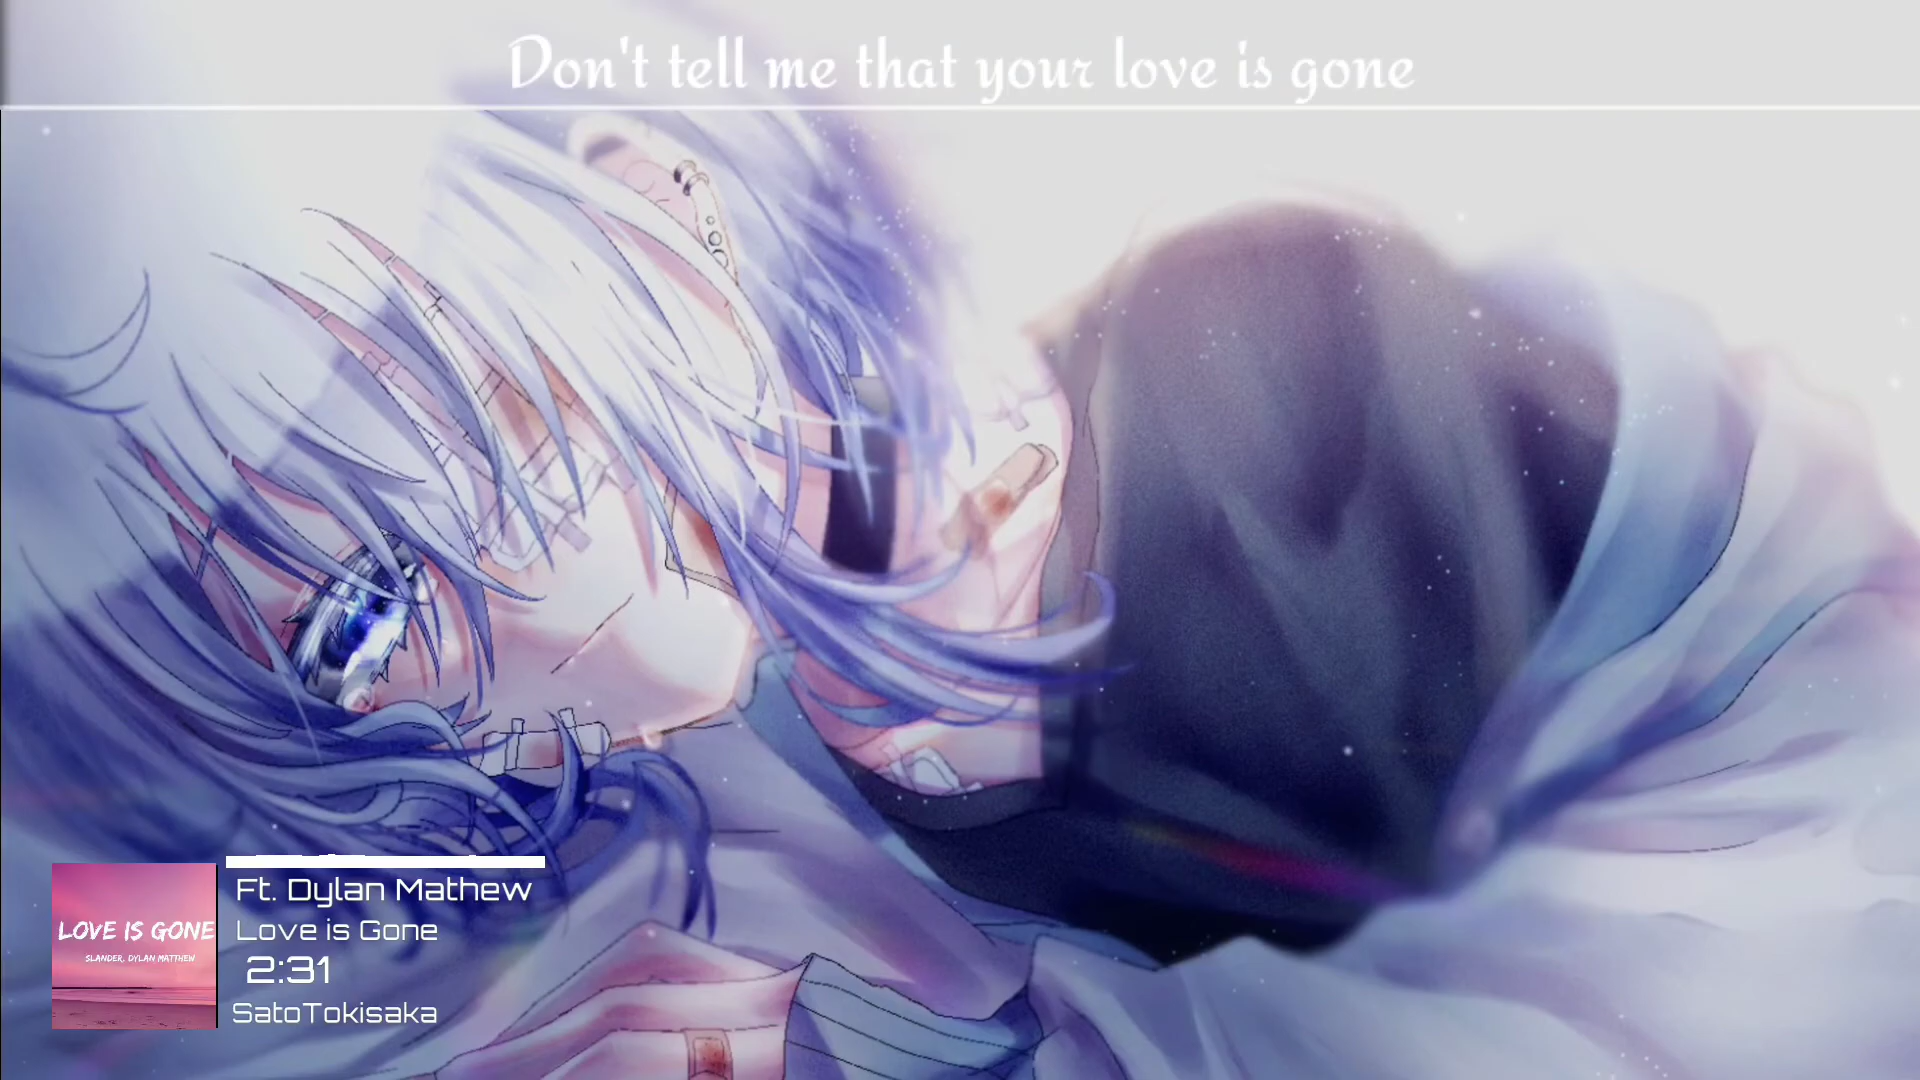 Don't tell me that your love is gone
LOVE IS GONE
SLANDER, DYLAN MATTHEW
Ft. Dylan Mathew
Love is Gone
2:31
SatoTokisaka